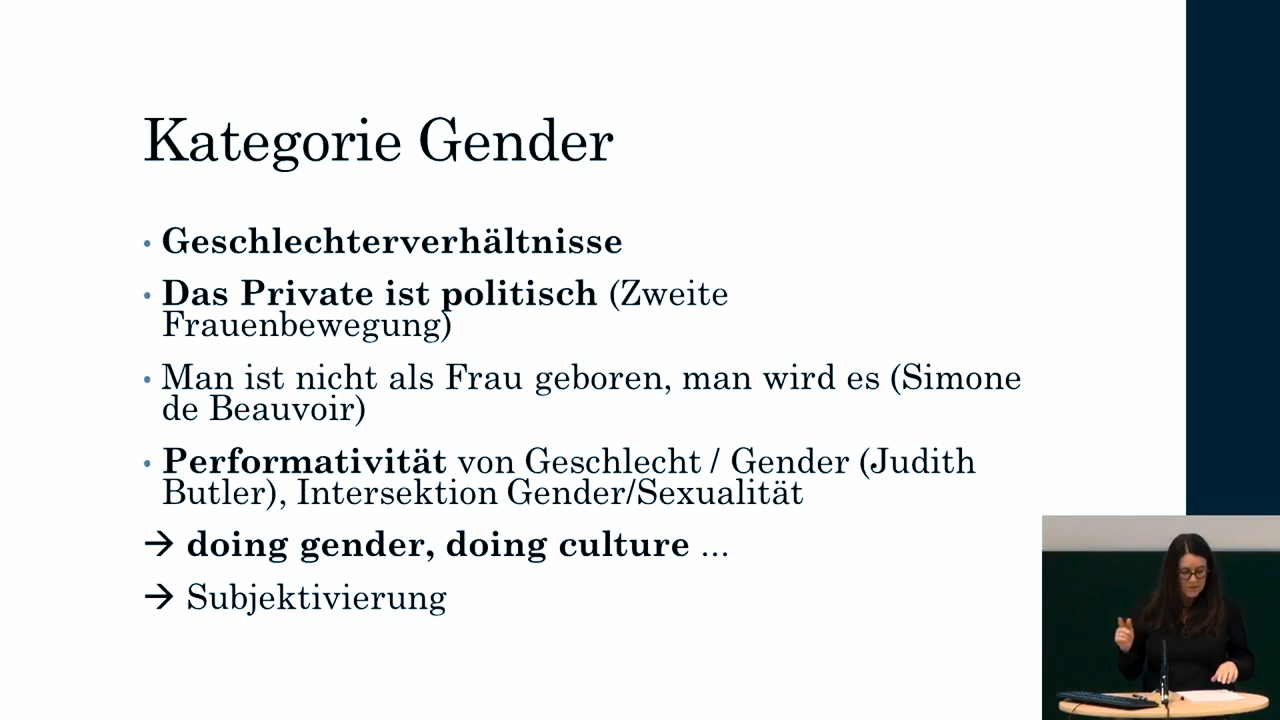 Kategorie Gender
• Geschlechterverhältnisse
• Das Private ist politisch (Zweite
Frauenbewegung)
• Man ist nicht als Frau geboren, man wird es (Simone
de Beauvoir)
• Performativität von Geschlecht / Gender (Judith
Butler), Intersektion Gender/Sexualität
→ doing gender, doing culture ...
→ Subjektivierung